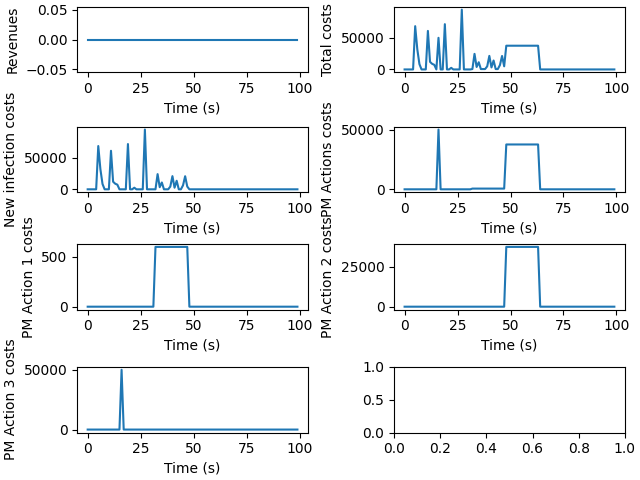 Revenues
0.05
0.00
−0.05
0 25 50 75 100
Time (s)
Total costs
50000
0
0 25 50 75 100
Time (s)
New infection costs
50000
0
0 25 50 75 100
Time (s)
PM Actions costs
50000
0
0 25 50 75 100
Time (s)
PM Action 1 costs
500
0
0 25 50 75 100
Time (s)
PM Action 2 costs
25000
0
0 25 50 75 100
Time (s)
PM Action 3 costs
50000
0
0 25 50 75 100
Time (s)
1.0
0.5
0.0
0.0 0.2 0.4 0.6 0.8 1.0